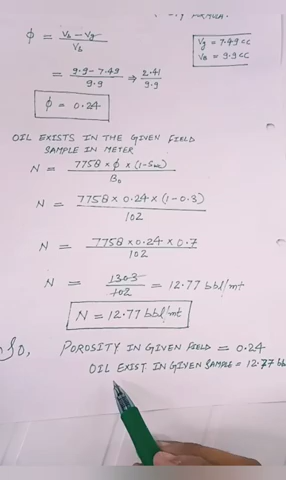 FORMULA.
ϕ = Vb - Vg / Vb
Vg = 7.49 cc
VB = 9.9 cc
= 9.9 - 7.49 / 9.9 ⇒ 2.41 / 9.9
ϕ = 0.24
OIL EXISTS IN THE GIVEN FIELD
SAMPLE IN METER
N = 7758 × ϕ × (1-Sw) / Bo
N = 7758 × 0.24 × (1-0.3) / 102
N = 7758 × 0.24 × 0.7 / 102
N = 1303 / 102 = 12.77 bbl/mt
N = 12.77 bbl/mt
So, POROSITY IN GIVEN FIELD = 0.24
OIL EXIST IN GIVEN SAMPLE = 12.77 bb